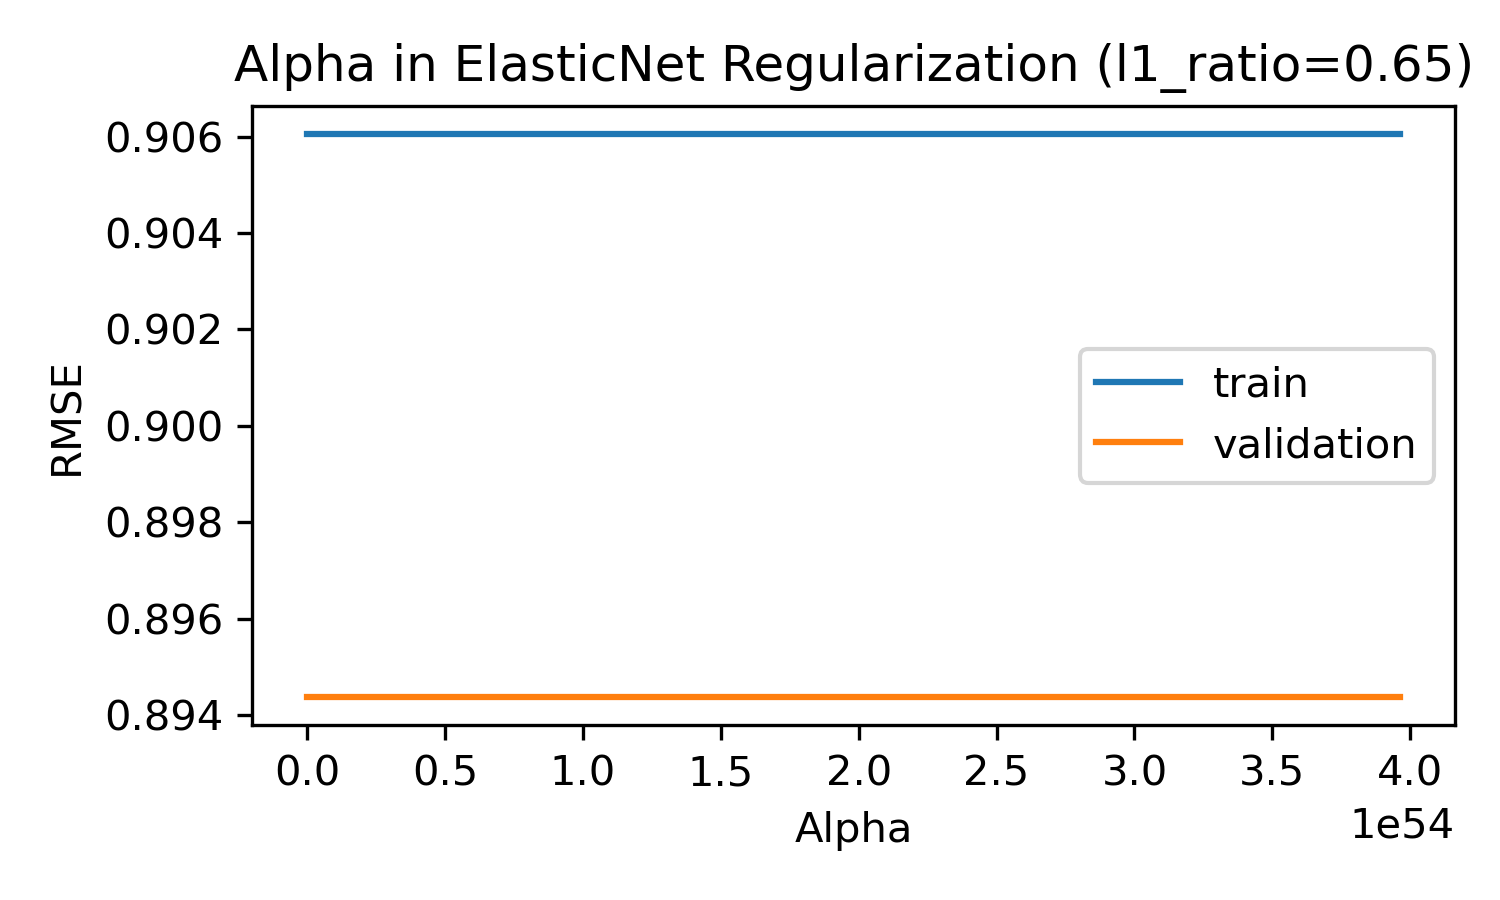 Alpha in ElasticNet Regularization (l1_ratio=0.65)
0.906
0.904
0.902
0.900
0.898
0.896
0.894
RMSE
train
validation
0.0 0.5 1.0 1.5 2.0 2.5 3.0 3.5 4.0
1e54
Alpha